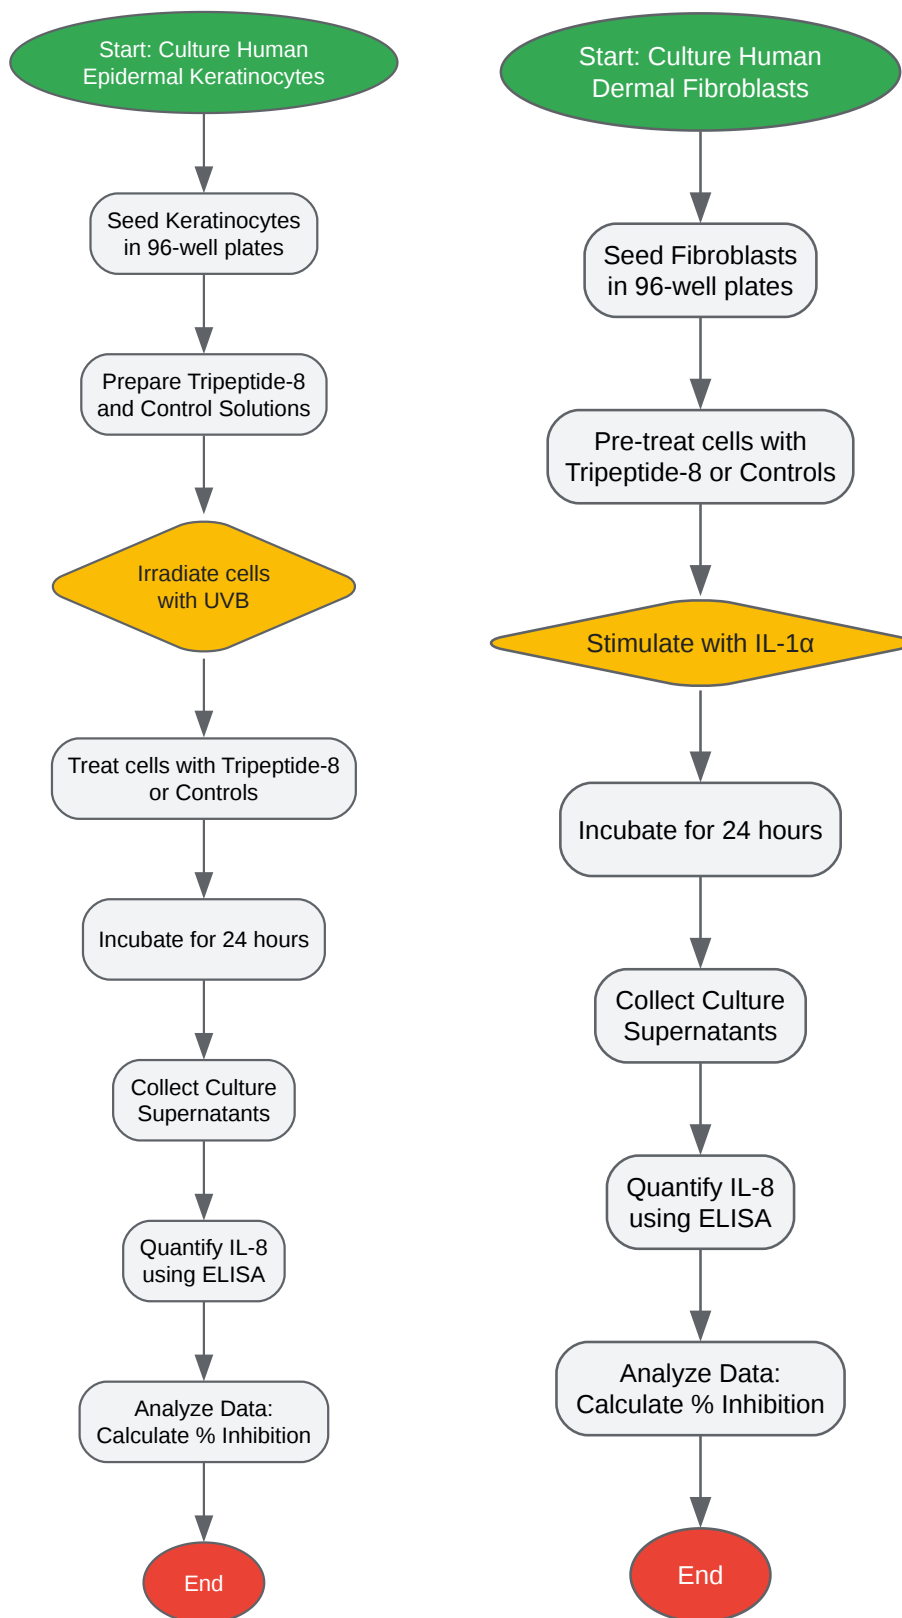 Start: Culture Human
Epidermal Keratinocytes
Seed Keratinocytes
in 96-well plates
Prepare Tripeptide-8
and Control Solutions
Irradiate cells
with UVB
Treat cells with Tripeptide-8
or Controls
Incubate for 24 hours
Collect Culture
Supernatants
Quantify IL-8
using ELISA
Analyze Data:
Calculate % Inhibition
End
Start: Culture Human
Dermal Fibroblasts
Seed Fibroblasts
in 96-well plates
Pre-treat cells with
Tripeptide-8 or Controls
Stimulate with IL-1α
Incubate for 24 hours
Collect Culture
Supernatants
Quantify IL-8
using ELISA
Analyze Data:
Calculate % Inhibition
End